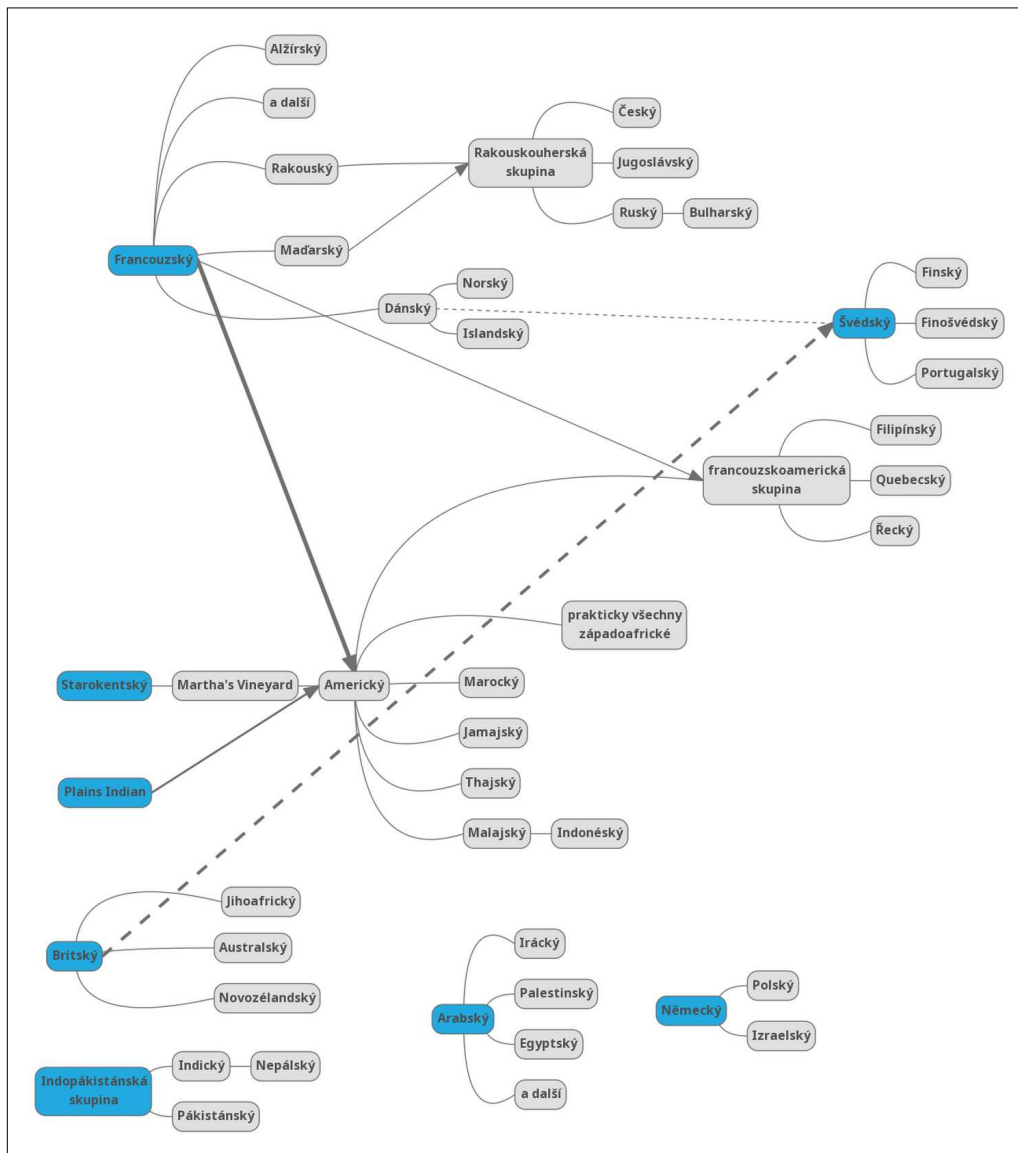 Alžírský
a další
Český
Rakouskouherská
skupina
Rakouský
Jugoslávský
Ruský
Bulharský
Maďarský
Francouzský
Norský
Dánský
Islandský
Finský
Švédský
Finošvédský
Portugalský
Filipínský
francouzskoamerická
skupina
Quebecský
Řecký
prakticky všechny
západoafrické
Starokentský
Martha's Vineyard
Americký
Marocký
Jamajský
Plains Indian
Thajský
Malajský
Indonéský
Jihoafrický
Britský
Australský
Novozélandský
Irácký
Palestinský
Arabský
Egyptský
a další
Polský
Německý
Izraelský
Indopákistánská
skupina
Indický
Nepálský
Pákistánský